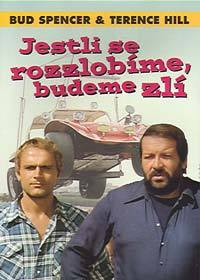 BUD SPENCER & TERENCE HILL
Jestli se
rozzlobíme,
budeme zlí